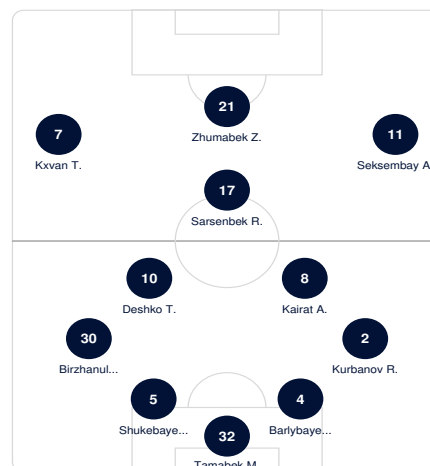 21
Zhumabek Z.
7
Kxvan T.
11
Seksembay A
17
Sarsenbek R.
10
Deshko T.
8
Kairat A.
30
Birzhanul...
2
Kurbanov R.
5
Shukebaye...
4
Barlybaye...
32
Tamabek M.